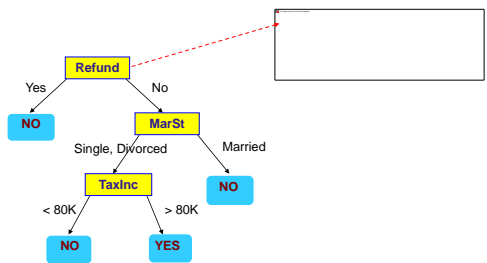 Refund
Yes
No
NO
MarSt
Single, Divorced
Married
TaxInc
NO
< 80K
> 80K
NO
YES